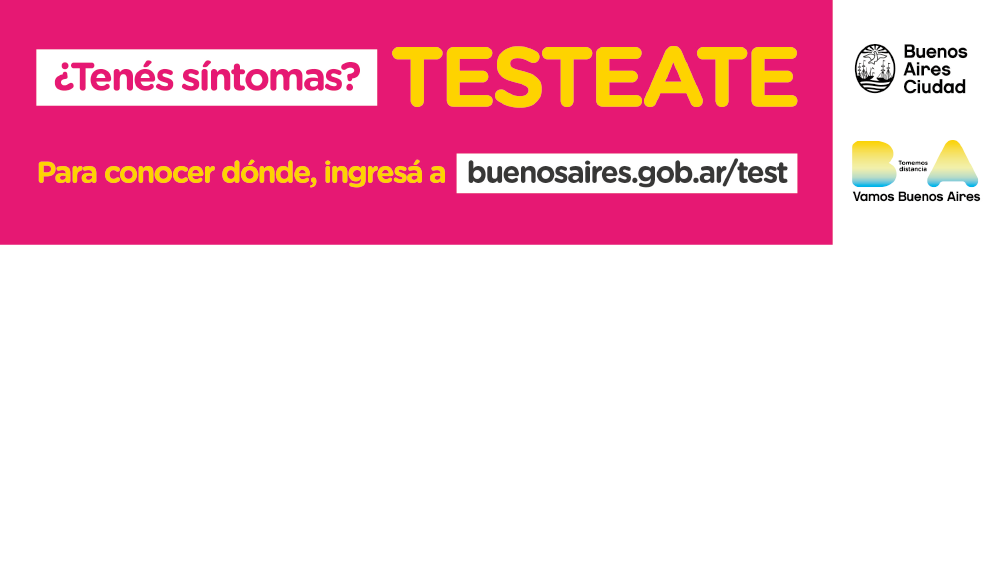 ¿Tenés síntomas? TESTEATE
Para conocer dónde, ingresá a buenosaires.gob.ar/test
Buenos
Aires
Ciudad
BA
Tomemos
distancia
Vamos Buenos Aires